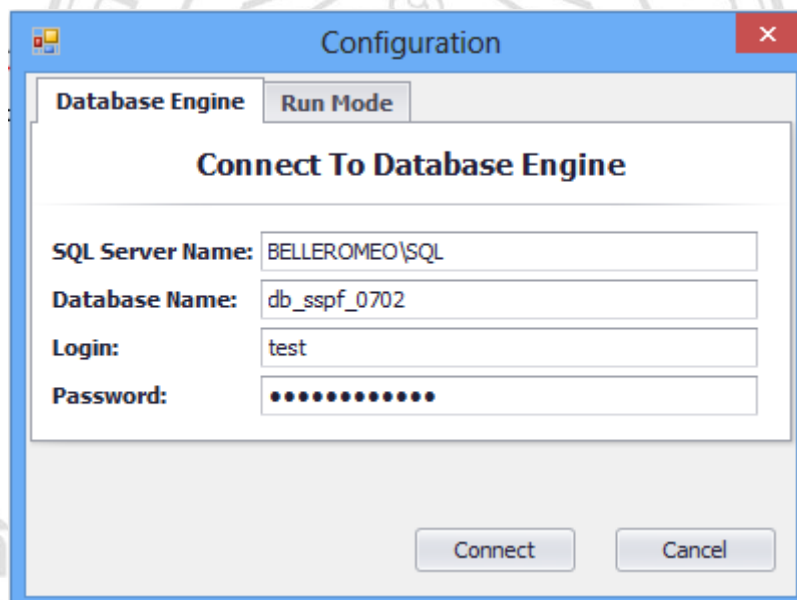 Configuration
Database Engine Run Mode
Connect To Database Engine
SQL Server Name: BELLEROMEO\SQL
Database Name: db_sspf_0702
Login: test
Password: ●●●●●●●●●●●●
Connect Cancel